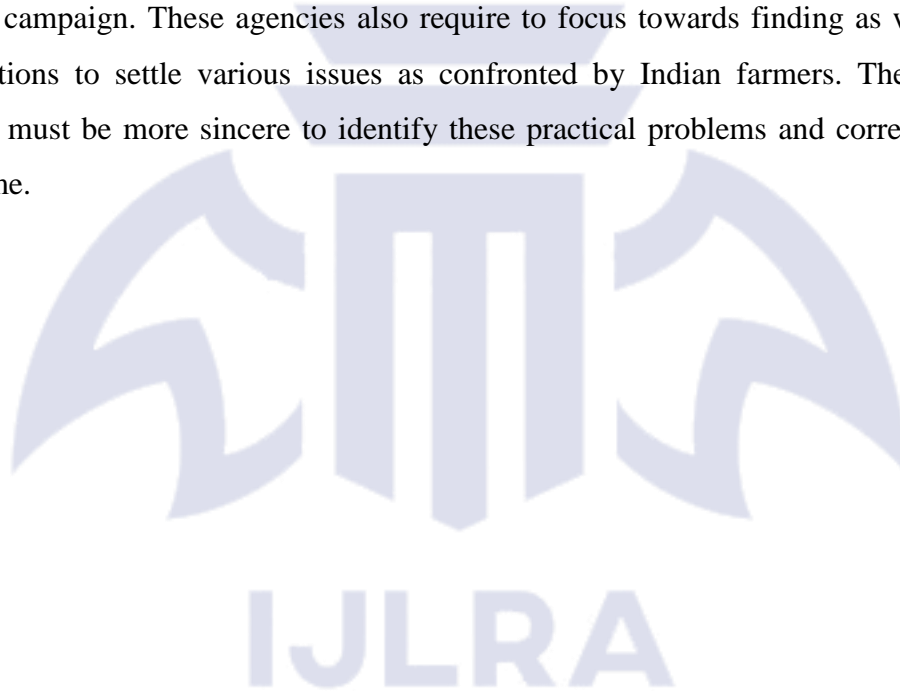 campaign. These agencies also require to focus towards finding as
tions to settle various issues as confronted by Indian farmers. The
must be more sincere to identify these practical problems and corre
ne.
IJLRA